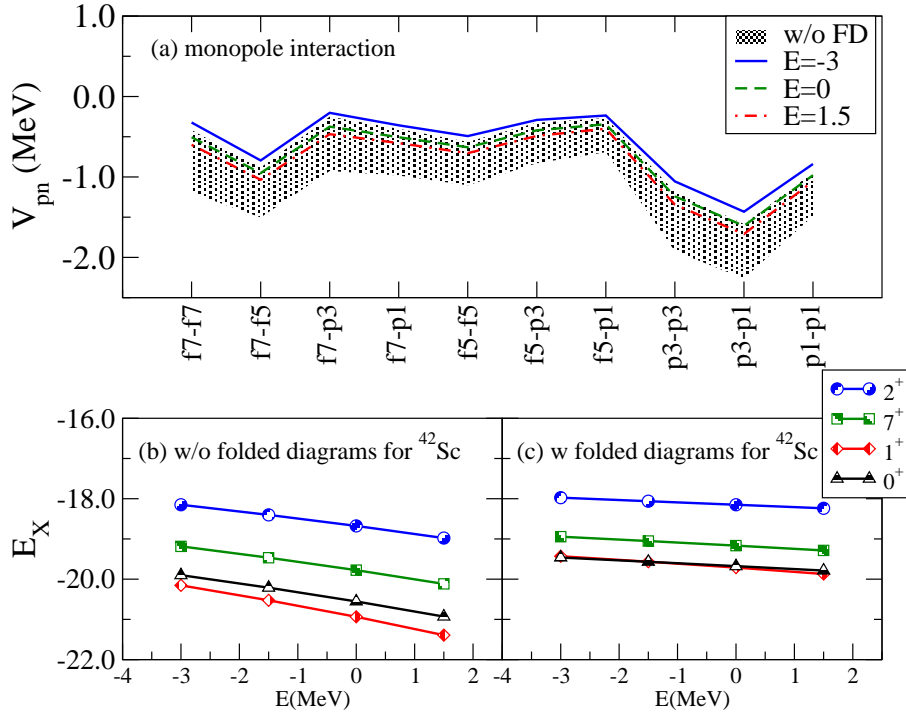 1.0
0.0
-1.0
-2.0
V_pn (MeV)
(a) monopole interaction
w/o FD
E=-3
E=0
E=1.5
f7-f7
f7-f5
f7-p3
f7-p1
f5-f5
f5-p3
f5-p1
p3-p3
p3-p1
p1-p1
2^+
7^+
1^+
0^+
-16.0
-18.0
-20.0
-22.0
E_X
(b) w/o folded diagrams for ^42Sc
(c) w folded diagrams for ^42Sc
-4 -3 -2 -1 0 1 2
-4 -3 -2 -1 0 1 2
E(MeV)
E(MeV)